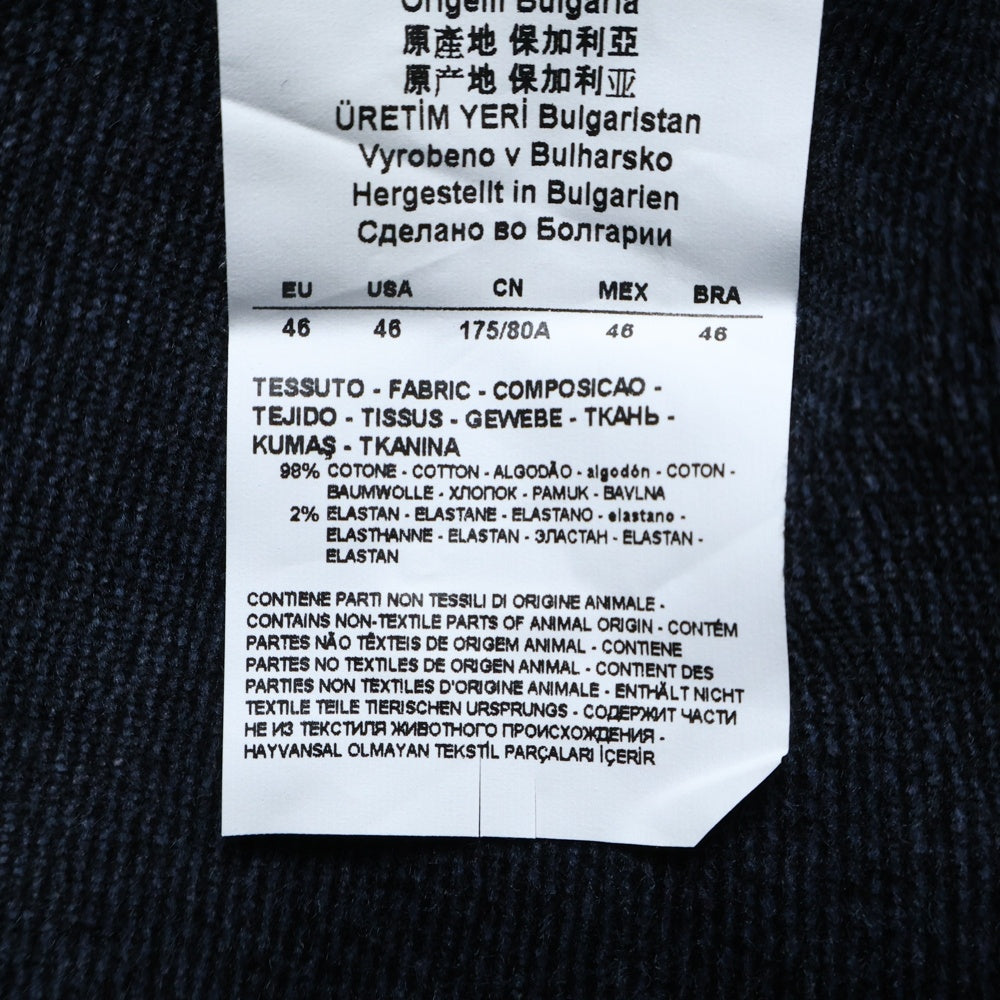 Origem Bulgaria
原產地 保加利亞
原产地 保加利亚
ÜRETİM YERİ Bulgaristan
Vyrobeno v Bulharsko
Hergestellt in Bulgarien
Сделано во Болгарии
EU USA CN MEX BRA
46 46 175/80A 46 46
TESSUTO - FABRIC - COMPOSICAO -
TEJIDO - TISSUS - GEWEBE - ТКАНЬ -
KUMAŞ - TKANINA
98% COTONE - COTTON - ALGODÃO - algodón - COTON -
BAUMWOLLE - ХЛОПОК - PAMUK - BAVLNA
2% ELASTAN - ELASTANE - ELASTANO - elastano -
ELASTHANNE - ELASTAN - ЭЛАСТАН - ELASTAN -
ELASTAN
CONTIENE PARTI NON TESSILI DI ORIGINE ANIMALE -
CONTAINS NON-TEXTILE PARTS OF ANIMAL ORIGIN - CONTÉM
PARTES NÃO TÊXTEIS DE ORIGEM ANIMAL - CONTIENE
PARTES NO TEXTILES DE ORIGEN ANIMAL - CONTIENT DES
PARTIES NON TEXTILES D'ORIGINE ANIMALE - ENTHÄLT NICHT
TEXTILE TEILE TIERISCHEN URSPRUNGS - СОДЕРЖИТ ЧАСТИ
НЕ ИЗ ТЕКСТИЛЯ ЖИВОТНОГО ПРОИСХОЖДЕНИЯ -
HAYVANSAL OLMAYAN TEKSTİL PARÇALARI İÇERİR